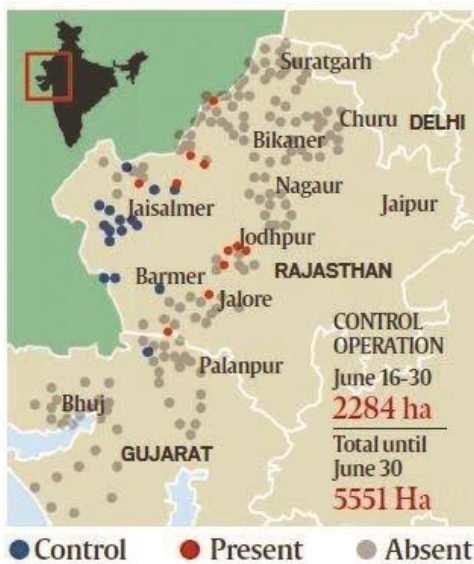 Suratgarh
Churu
DELHI
Bikaner
Nagaur
Jaipur
Jaisalmer
Jodhpur
RAJASTHAN
Barmer
Jalore
CONTROL
OPERATION
June 16-30
2284 ha
Total until
June 30
5551 Ha
Palanpur
Bhuj
GUJARAT
Control
Present
Absent